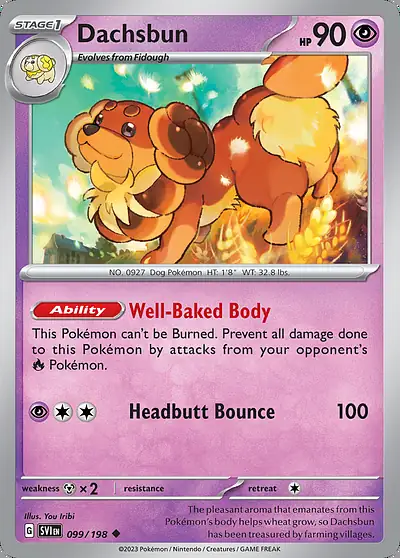 STAGE 1
Dachsbun
HP 90
Evolves from Fidough
NO. 0927 Dog Pokémon HT: 1'8" WT: 32.8 lbs.
Ability Well-Baked Body
This Pokémon can't be Burned. Prevent all damage done
to this Pokémon by attacks from your opponent's
Pokémon.
Headbutt Bounce 100
weakness ×2 resistance retreat
Illus. You Iribi
G SVI EN 099/198
The pleasant aroma that emanates from this
Pokémon's body helps wheat grow, so Dachsbun
has been treasured by farming villages.
©2023 Pokémon / Nintendo / Creatures / GAME FREAK